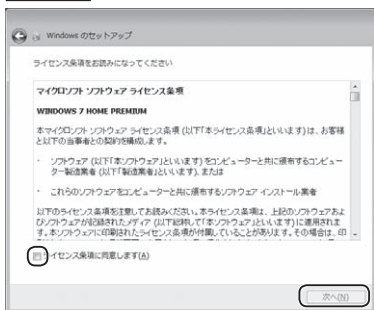 Windows のセットアップ
ライセンス条項をお読みになってください
マイクロソフト ソフトウェア ライセンス条項
WINDOWS 7 HOME PREMIUM
本マイクロソフト ソフトウェア ライセンス条項 (以下「本ライセンス条項」といいます) は、お客様
と以下の当事者との契約を構成します。
· ソフトウェア (以下「本ソフトウェア」といいます) をコンピューターと共に頒布するコンピュー
ター製造業者 (以下「製造業者」といいます)、または
· これらのソフトウェアをコンピューターと共に頒布するソフトウェア インストール業者
以下のライセンス条項を注意してお読みください。本ライセンス条項は、上記のソフトウェアおよ
びソフトウェアが記録されたメディア (以下総称して「本ソフトウェア」といいます) に適用されま
す。本ソフトウェアに印刷されたライセンス条項が付属していることがあります。その場合は、印
ライセンス条項に同意します(A)
次へ(N)